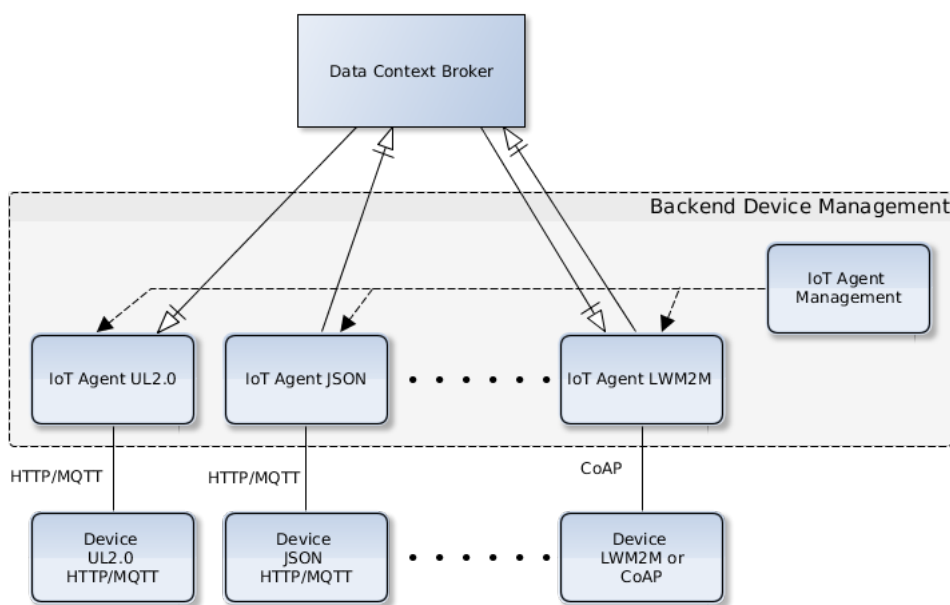 Data Context Broker
Backend Device Management
IoT Agent
Management
IoT Agent UL2.0
IoT Agent JSON
IoT Agent LWM2M
HTTP/MQTT
HTTP/MQTT
CoAP
Device
UL2.0
HTTP/MQTT
Device
JSON
HTTP/MQTT
Device
LWM2M or
CoAP